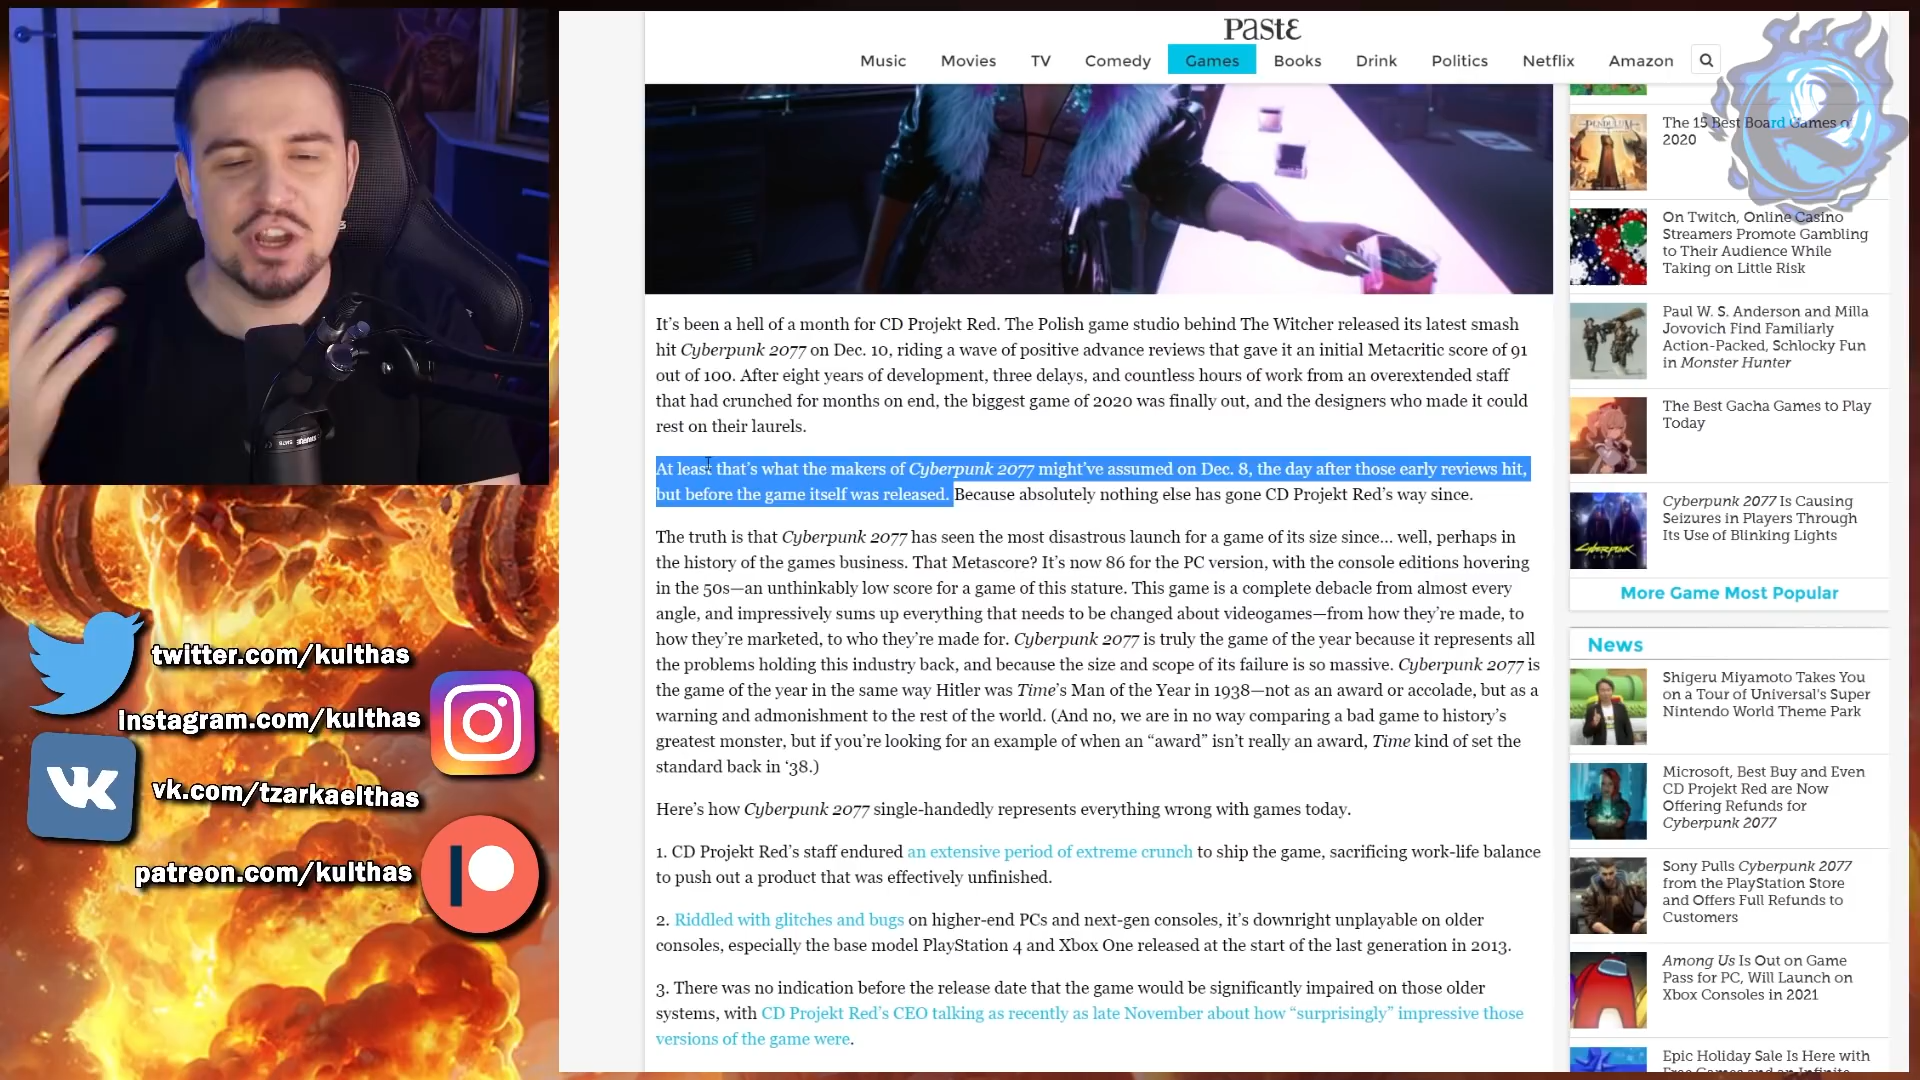 Paste
Music Movies TV Comedy Games Books Drink Politics Netflix Amazon
It's been a hell of a month for CD Projekt Red. The Polish game studio behind The Witcher released its latest smash
hit Cyberpunk 2077 on Dec. 10, riding a wave of positive advance reviews that gave it an initial Metacritic score of 91
out of 100. After eight years of development, three delays, and countless hours of work from an overextended staff
that had crunched for months on end, the biggest game of 2020 was finally out, and the designers who made it could
rest on their laurels.
At least that's what the makers of Cyberpunk 2077 might've assumed on Dec. 8, the day after those early reviews hit,
but before the game itself was released. Because absolutely nothing else has gone CD Projekt Red's way since.
The truth is that Cyberpunk 2077 has seen the most disastrous launch for a game of its size since… well, perhaps in
the history of the games business. That Metascore? It's now 86 for the PC version, with the console editions hovering
in the 50s—an unthinkably low score for a game of this stature. This game is a complete debacle from almost every
angle, and impressively sums up everything that needs to be changed about videogames—from how they're made, to
how they're marketed, to who they're made for. Cyberpunk 2077 is truly the game of the year because it represents all
the problems holding this industry back, and because the size and scope of its failure is so massive. Cyberpunk 2077 is
the game of the year in the same way Hitler was Time's Man of the Year in 1938—not as an award or accolade, but as a
warning and admonishment to the rest of the world. (And no, we are in no way comparing a bad game to history's
greatest monster, but if you're looking for an example of when an “award” isn't really an award, Time kind of set the
standard back in ‘38.)
Here's how Cyberpunk 2077 single-handedly represents everything wrong with games today.
1. CD Projekt Red's staff endured an extensive period of extreme crunch to ship the game, sacrificing work-life balance
to push out a product that was effectively unfinished.
2. Riddled with glitches and bugs on higher-end PCs and next-gen consoles, it's downright unplayable on older
consoles, especially the base model PlayStation 4 and Xbox One released at the start of the last generation in 2013.
3. There was no indication before the release date that the game would be significantly impaired on those older
systems, with CD Projekt Red's CEO talking as recently as late November about how “surprisingly” impressive those
versions of the game were.
The 15 Best Board Games of
2020
On Twitch, Online Casino
Streamers Promote Gambling
to Their Audience While
Taking on Little Risk
Paul W. S. Anderson and Milla
Jovovich Find Familiarly
Action-Packed, Schlocky Fun
in Monster Hunter
The Best Gacha Games to Play
Today
Cyberpunk 2077 Is Causing
Seizures in Players Through
Its Use of Blinking Lights
More Game Most Popular
News
Shigeru Miyamoto Takes You
on a Tour of Universal's Super
Nintendo World Theme Park
Microsoft, Best Buy and Even
CD Projekt Red are Now
Offering Refunds for
Cyberpunk 2077
Sony Pulls Cyberpunk 2077
from the PlayStation Store
and Offers Full Refunds to
Customers
Among Us Is Out on Game
Pass for PC, Will Launch on
Xbox Consoles in 2021
Epic Holiday Sale Is Here with
twitter.com/kulthas
instagram.com/kulthas
vk.com/tzarkaelthas
patreon.com/kulthas